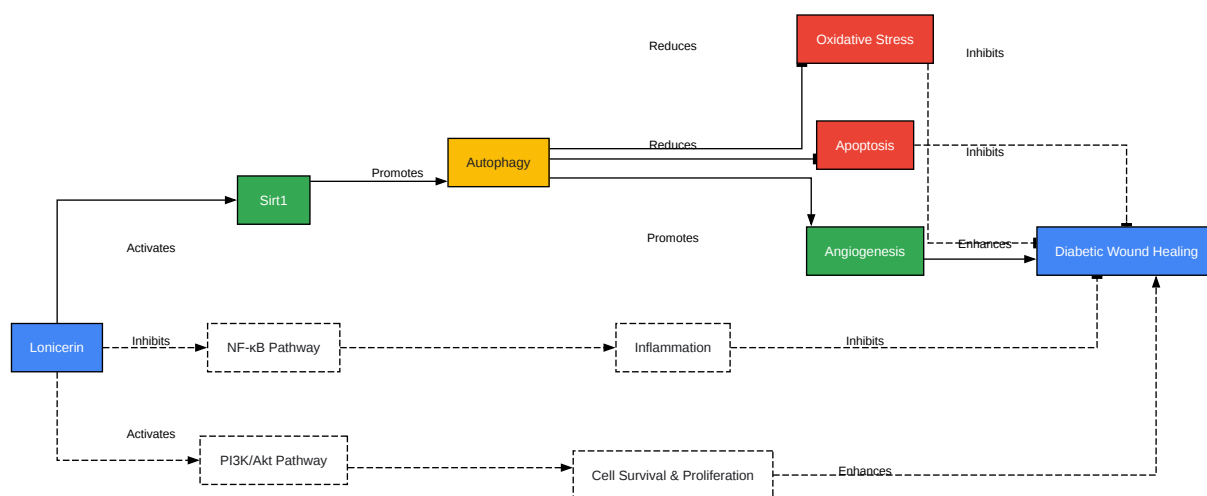 Oxidative Stress
Reduces
Inhibits
Reduces
Apoptosis
Inhibits
Autophagy
Promotes
Sirt1
Promotes
Activates
Angiogenesis
Enhances
Diabetic Wound Healing
Lonicerin
Inhibits
NF-κB Pathway
Inflammation
Inhibits
Activates
PI3K/Akt Pathway
Cell Survival & Proliferation
Enhances